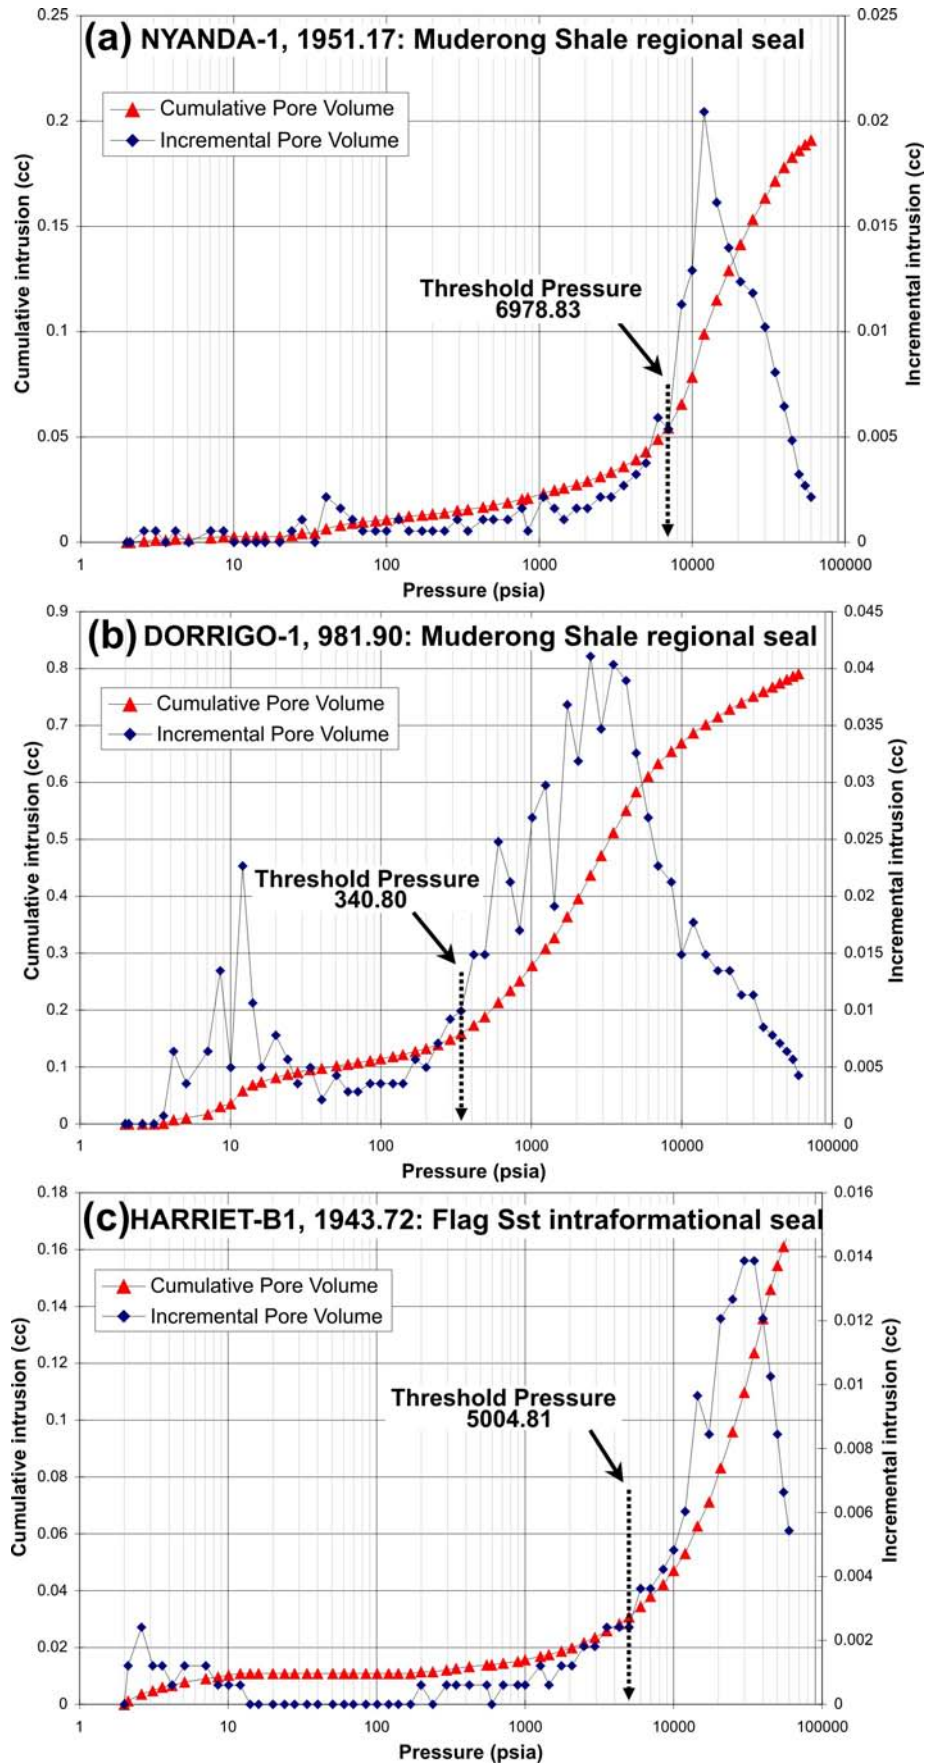 (a) NYANDA-1, 1951.17: Muderong Shale regional seal
Cumulative Pore Volume
Incremental Pore Volume
Threshold Pressure
6978.83
Cumulative intrusion (cc)
0.25
0.2
0.15
0.1
0.05
0
Incremental intrusion (cc)
0.025
0.020
0.015
0.010
0.005
0
1 10 100 1000 10000 100000
Pressure (psia)
(b) DORRIGO-1, 981.90: Muderong Shale regional seal
Cumulative Pore Volume
Incremental Pore Volume
Threshold Pressure
340.80
Cumulative intrusion (cc)
0.9
0.8
0.7
0.6
0.5
0.4
0.3
0.2
0.1
0
Incremental intrusion (cc)
0.045
0.040
0.035
0.030
0.025
0.020
0.015
0.010
0.005
0
1 10 100 1000 10000 100000
Pressure (psia)
(c) HARRIET-B1, 1943.72: Flag Sst intraformational seal
Cumulative Pore Volume
Incremental Pore Volume
Threshold Pressure
5004.81
Cumulative intrusion (cc)
0.18
0.16
0.14
0.12
0.1
0.08
0.06
0.04
0.02
0
Incremental intrusion (cc)
0.016
0.014
0.012
0.01
0.008
0.006
0.004
0.002
0
1 10 100 1000 10000 100000
Pressure (psia)